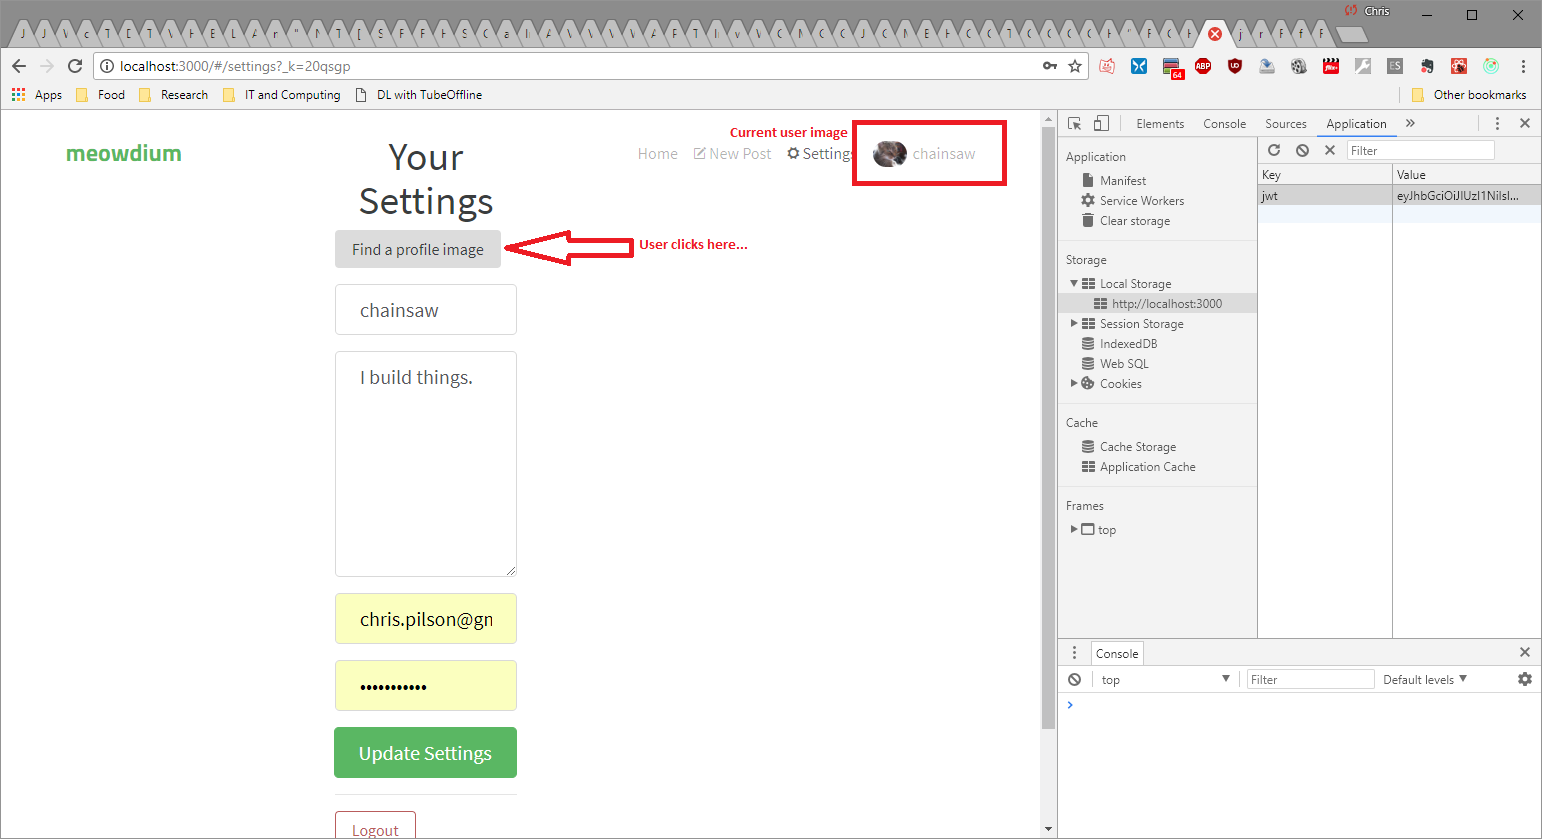 Chris
J J W c T D T V H E L A r " N T [ S F F H S C a I A V V V W A F T I v W C M C C J C M E H C C T C C C C H " F C H j r F f F
localhost:3000/#/settings?_k=20qsgp
64 ABP ES
Apps Food Research IT and Computing DL with TubeOffline Other bookmarks
meowdium
Current user image
Home New Post Settings chainsaw
Your
Settings
Find a profile image
User clicks here...
chainsaw
I build things.
chris.pilson@gm
•••••••••••
Update Settings
Logout
Elements Console Sources Application »
Application
Manifest
Service Workers
Clear storage
Storage
Local Storage
http://localhost:3000
Session Storage
IndexedDB
Web SQL
Cookies
Cache
Cache Storage
Application Cache
Frames
top
Filter
Key Value
jwt eyJhbGciOiJIUzI1NiIsI...
Console
top Filter Default levels